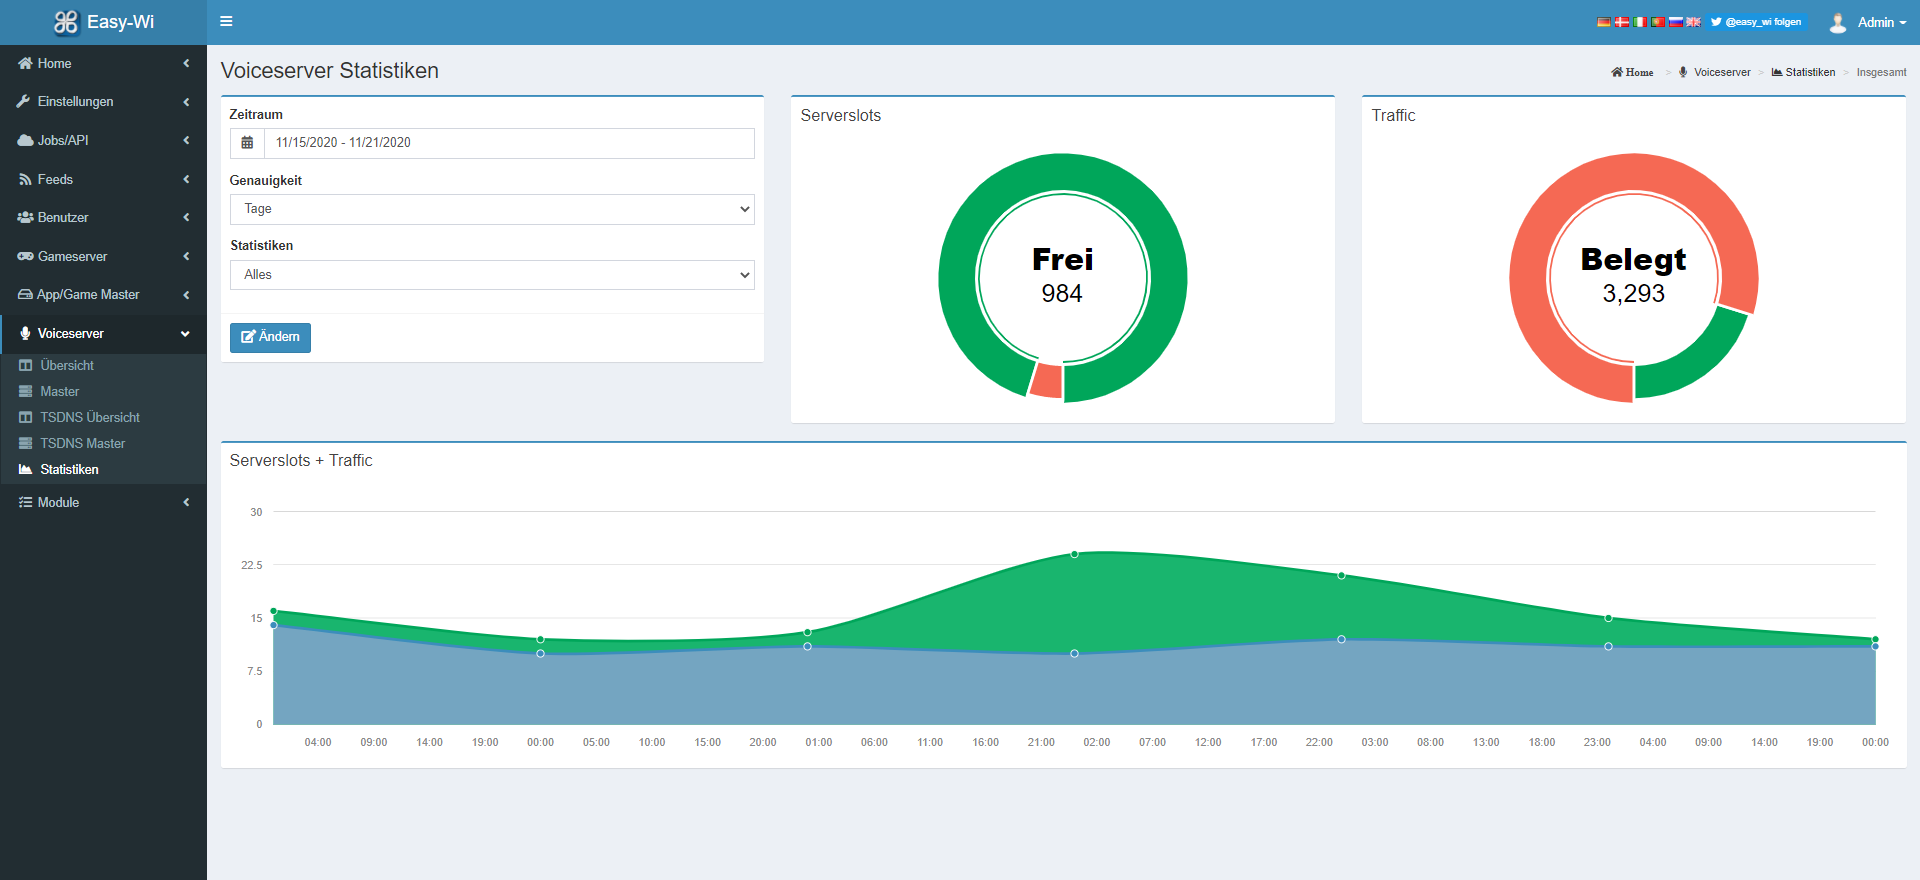 Easy-Wi
@easy_wi folgen
Admin
Home
Einstellungen
Jobs/API
Feeds
Benutzer
Gameserver
App/Game Master
Voiceserver
Übersicht
Master
TSDNS Übersicht
TSDNS Master
Statistiken
Module
Voiceserver Statistiken
Home > Voiceserver > Statistiken > Insgesamt
Zeitraum
11/15/2020 - 11/21/2020
Genauigkeit
Tage
Statistiken
Alles
Ändern
Serverslots
Frei
984
Traffic
Belegt
3,293
Serverslots + Traffic
30
22.5
15
7.5
0
04:00 09:00 14:00 19:00 00:00 05:00 10:00 15:00 20:00 01:00 06:00 11:00 16:00 21:00 02:00 07:00 12:00 17:00 22:00 03:00 08:00 13:00 18:00 23:00 04:00 09:00 14:00 19:00 00:00